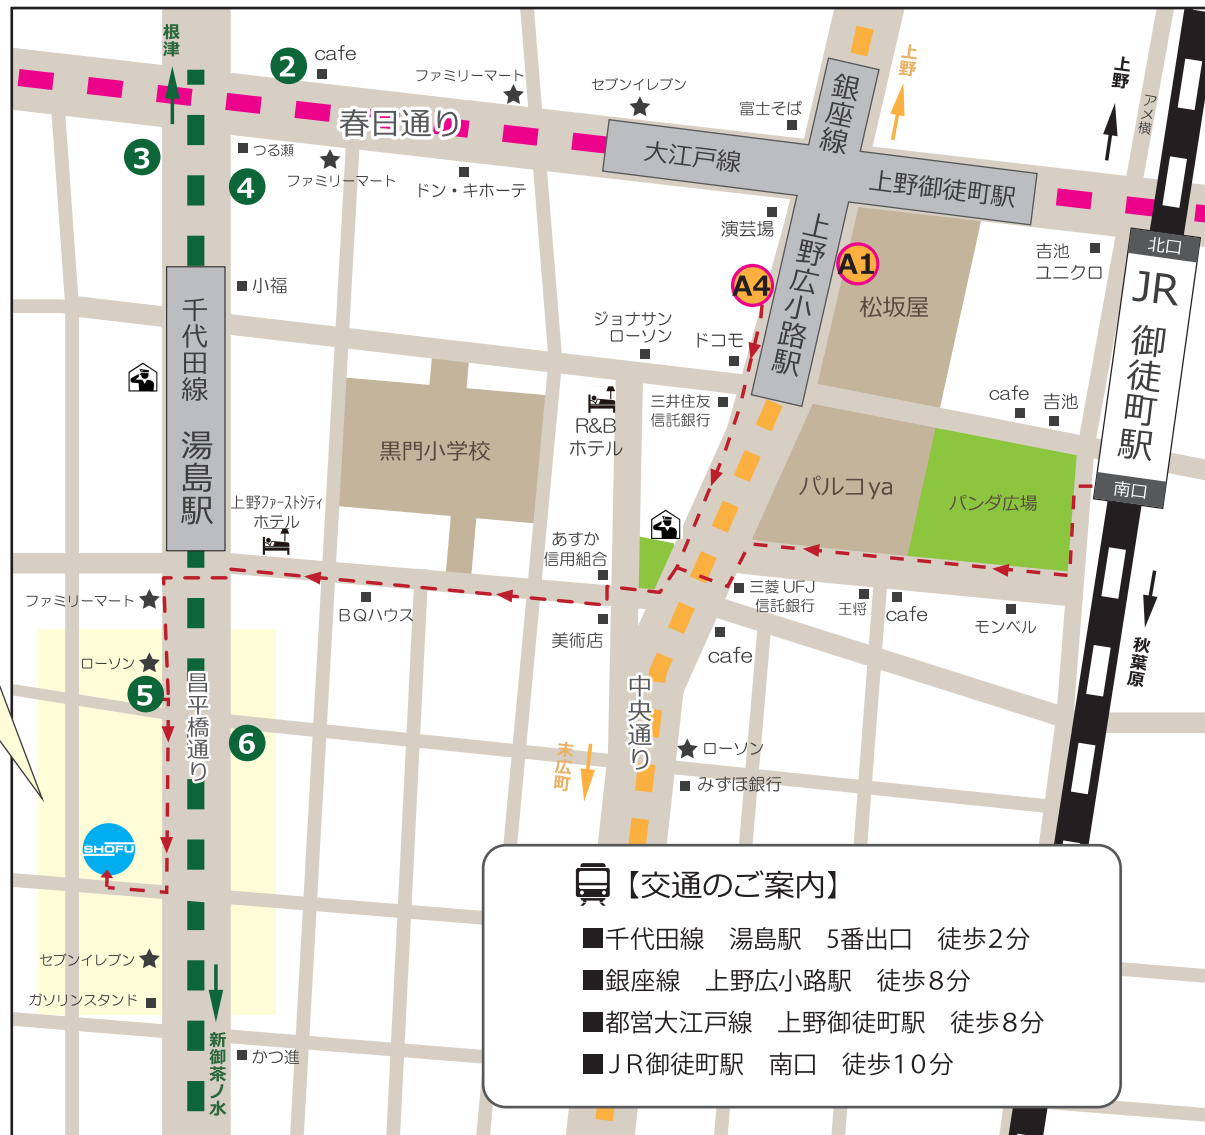 根津
② cafe
ファミリーマート
セブンイレブン
富士そば
銀座線
上野
上野
アメ横
春日通り
大江戸線
上野御徒町駅
③
つる瀬
④
ファミリーマート
ドン・キホーテ
演芸場
上野広小路駅
A1
A4
松坂屋
吉池
ユニクロ
北口
JR 御徒町駅
南口
小福
千代田線 湯島駅
ジョナサン
ローソン
ドコモ
三井住友
信託銀行
cafe
吉池
黒門小学校
R&B
ホテル
パルコya
パンダ広場
上野ファーストシティ
ホテル
あすか
信用組合
ファミリーマート
BQハウス
美術店
三菱UFJ
信託銀行
王将
cafe
モンベル
cafe
秋葉原
ローソン
⑤
昌平橋通り
⑥
中央通り
末広町
ローソン
みずほ銀行
SHOFU
セブンイレブン
ガソリンスタンド
新御茶ノ水
かつ進
【交通のご案内】
■千代田線 湯島駅 5番出口 徒歩2分
■銀座線 上野広小路駅 徒歩8分
■都営大江戸線 上野御徒町駅 徒歩8分
■JR御徒町駅 南口 徒歩10分